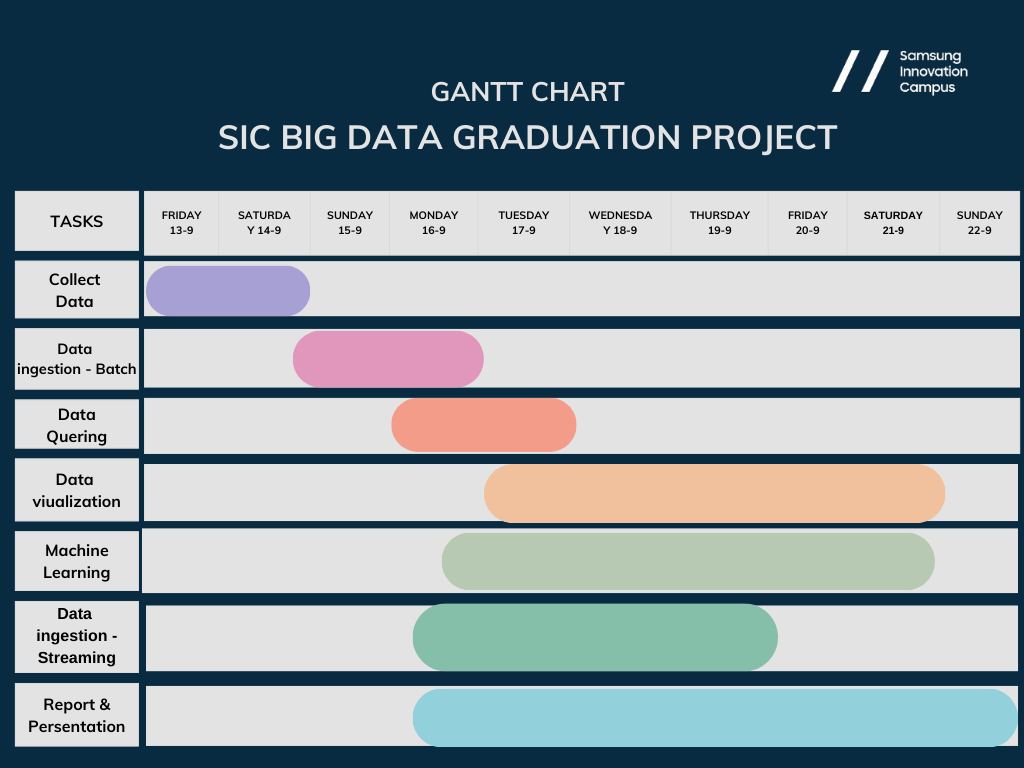 Samsung
Innovation
Campus
GANTT CHART
SIC BIG DATA GRADUATION PROJECT
TASKS
FRIDAY
13-9
SATURDA
Y 14-9
SUNDAY
15-9
MONDAY
16-9
TUESDAY
17-9
WEDNESDA
Y 18-9
THURSDAY
19-9
FRIDAY
20-9
SATURDAY
21-9
SUNDAY
22-9
Collect
Data
Data
ingestion - Batch
Data
Quering
Data
viualization
Machine
Learning
Data
ingestion -
Streaming
Report &
Persentation